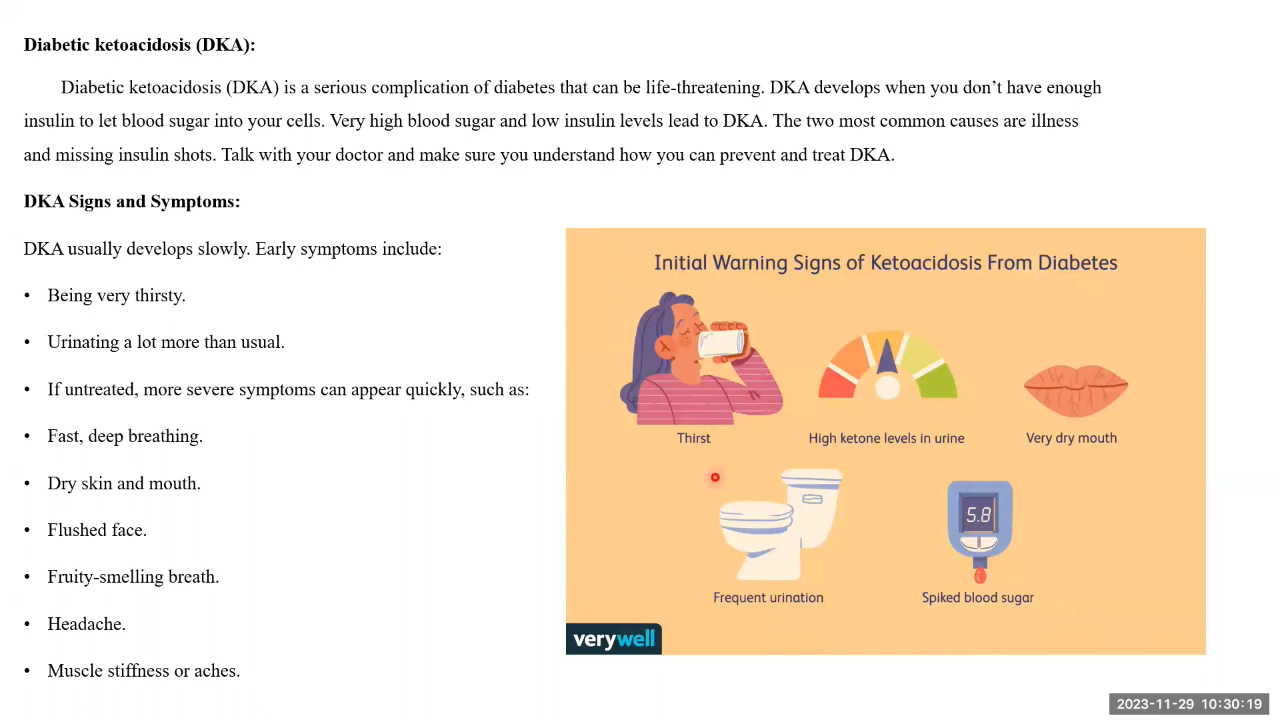 Diabetic ketoacidosis (DKA):
Diabetic ketoacidosis (DKA) is a serious complication of diabetes that can be life-threatening. DKA develops when you don’t have enough
insulin to let blood sugar into your cells. Very high blood sugar and low insulin levels lead to DKA. The two most common causes are illness
and missing insulin shots. Talk with your doctor and make sure you understand how you can prevent and treat DKA.
DKA Signs and Symptoms:
DKA usually develops slowly. Early symptoms include:
• Being very thirsty.
• Urinating a lot more than usual.
• If untreated, more severe symptoms can appear quickly, such as:
• Fast, deep breathing.
• Dry skin and mouth.
• Flushed face.
• Fruity-smelling breath.
• Headache.
• Muscle stiffness or aches.
Initial Warning Signs of Ketoacidosis From Diabetes
Thirst
High ketone levels in urine
Very dry mouth
Frequent urination
5.8
Spiked blood sugar
verywell
2023-11-29 10:30:19